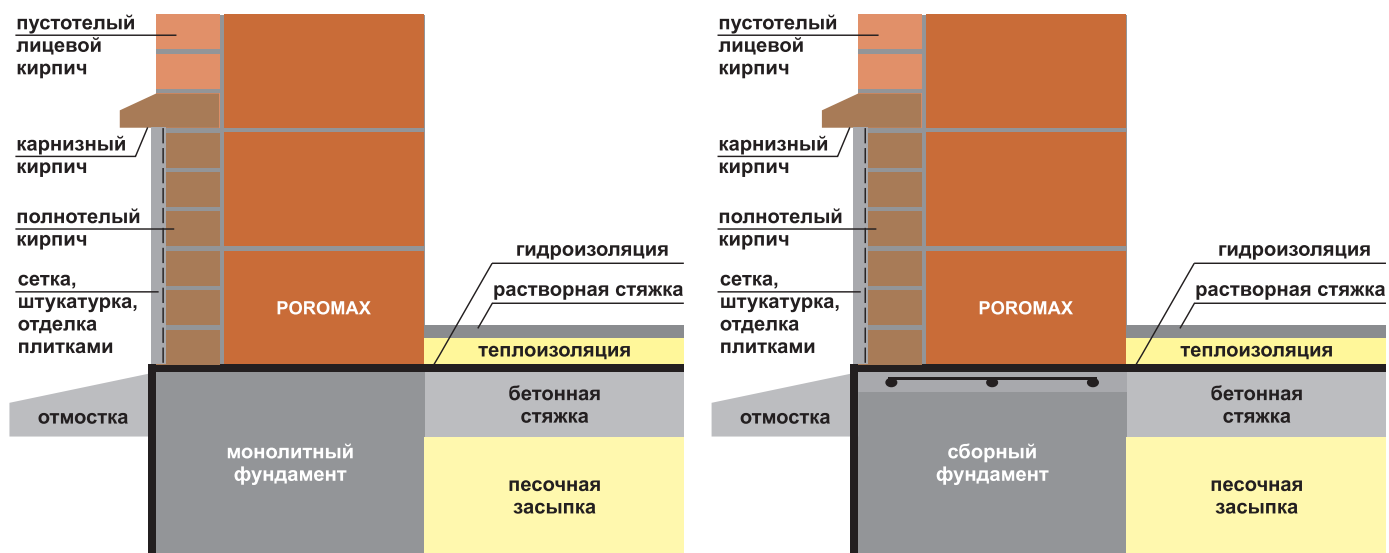 пустотелый
лицевой
кирпич
карнизный
кирпич
полнотелый
кирпич
сетка,
штукатурка,
отделка
плитками
гидроизоляция
растворная стяжка
POROMAX
теплоизоляция
отмостка
бетонная
стяжка
монолитный
фундамент
песочная
засыпка
пустотелый
лицевой
кирпич
карнизный
кирпич
полнотелый
кирпич
сетка,
штукатурка,
отделка
плитками
гидроизоляция
растворная стяжка
POROMAX
теплоизоляция
отмостка
бетонная
стяжка
сборный
фундамент
песочная
засыпка